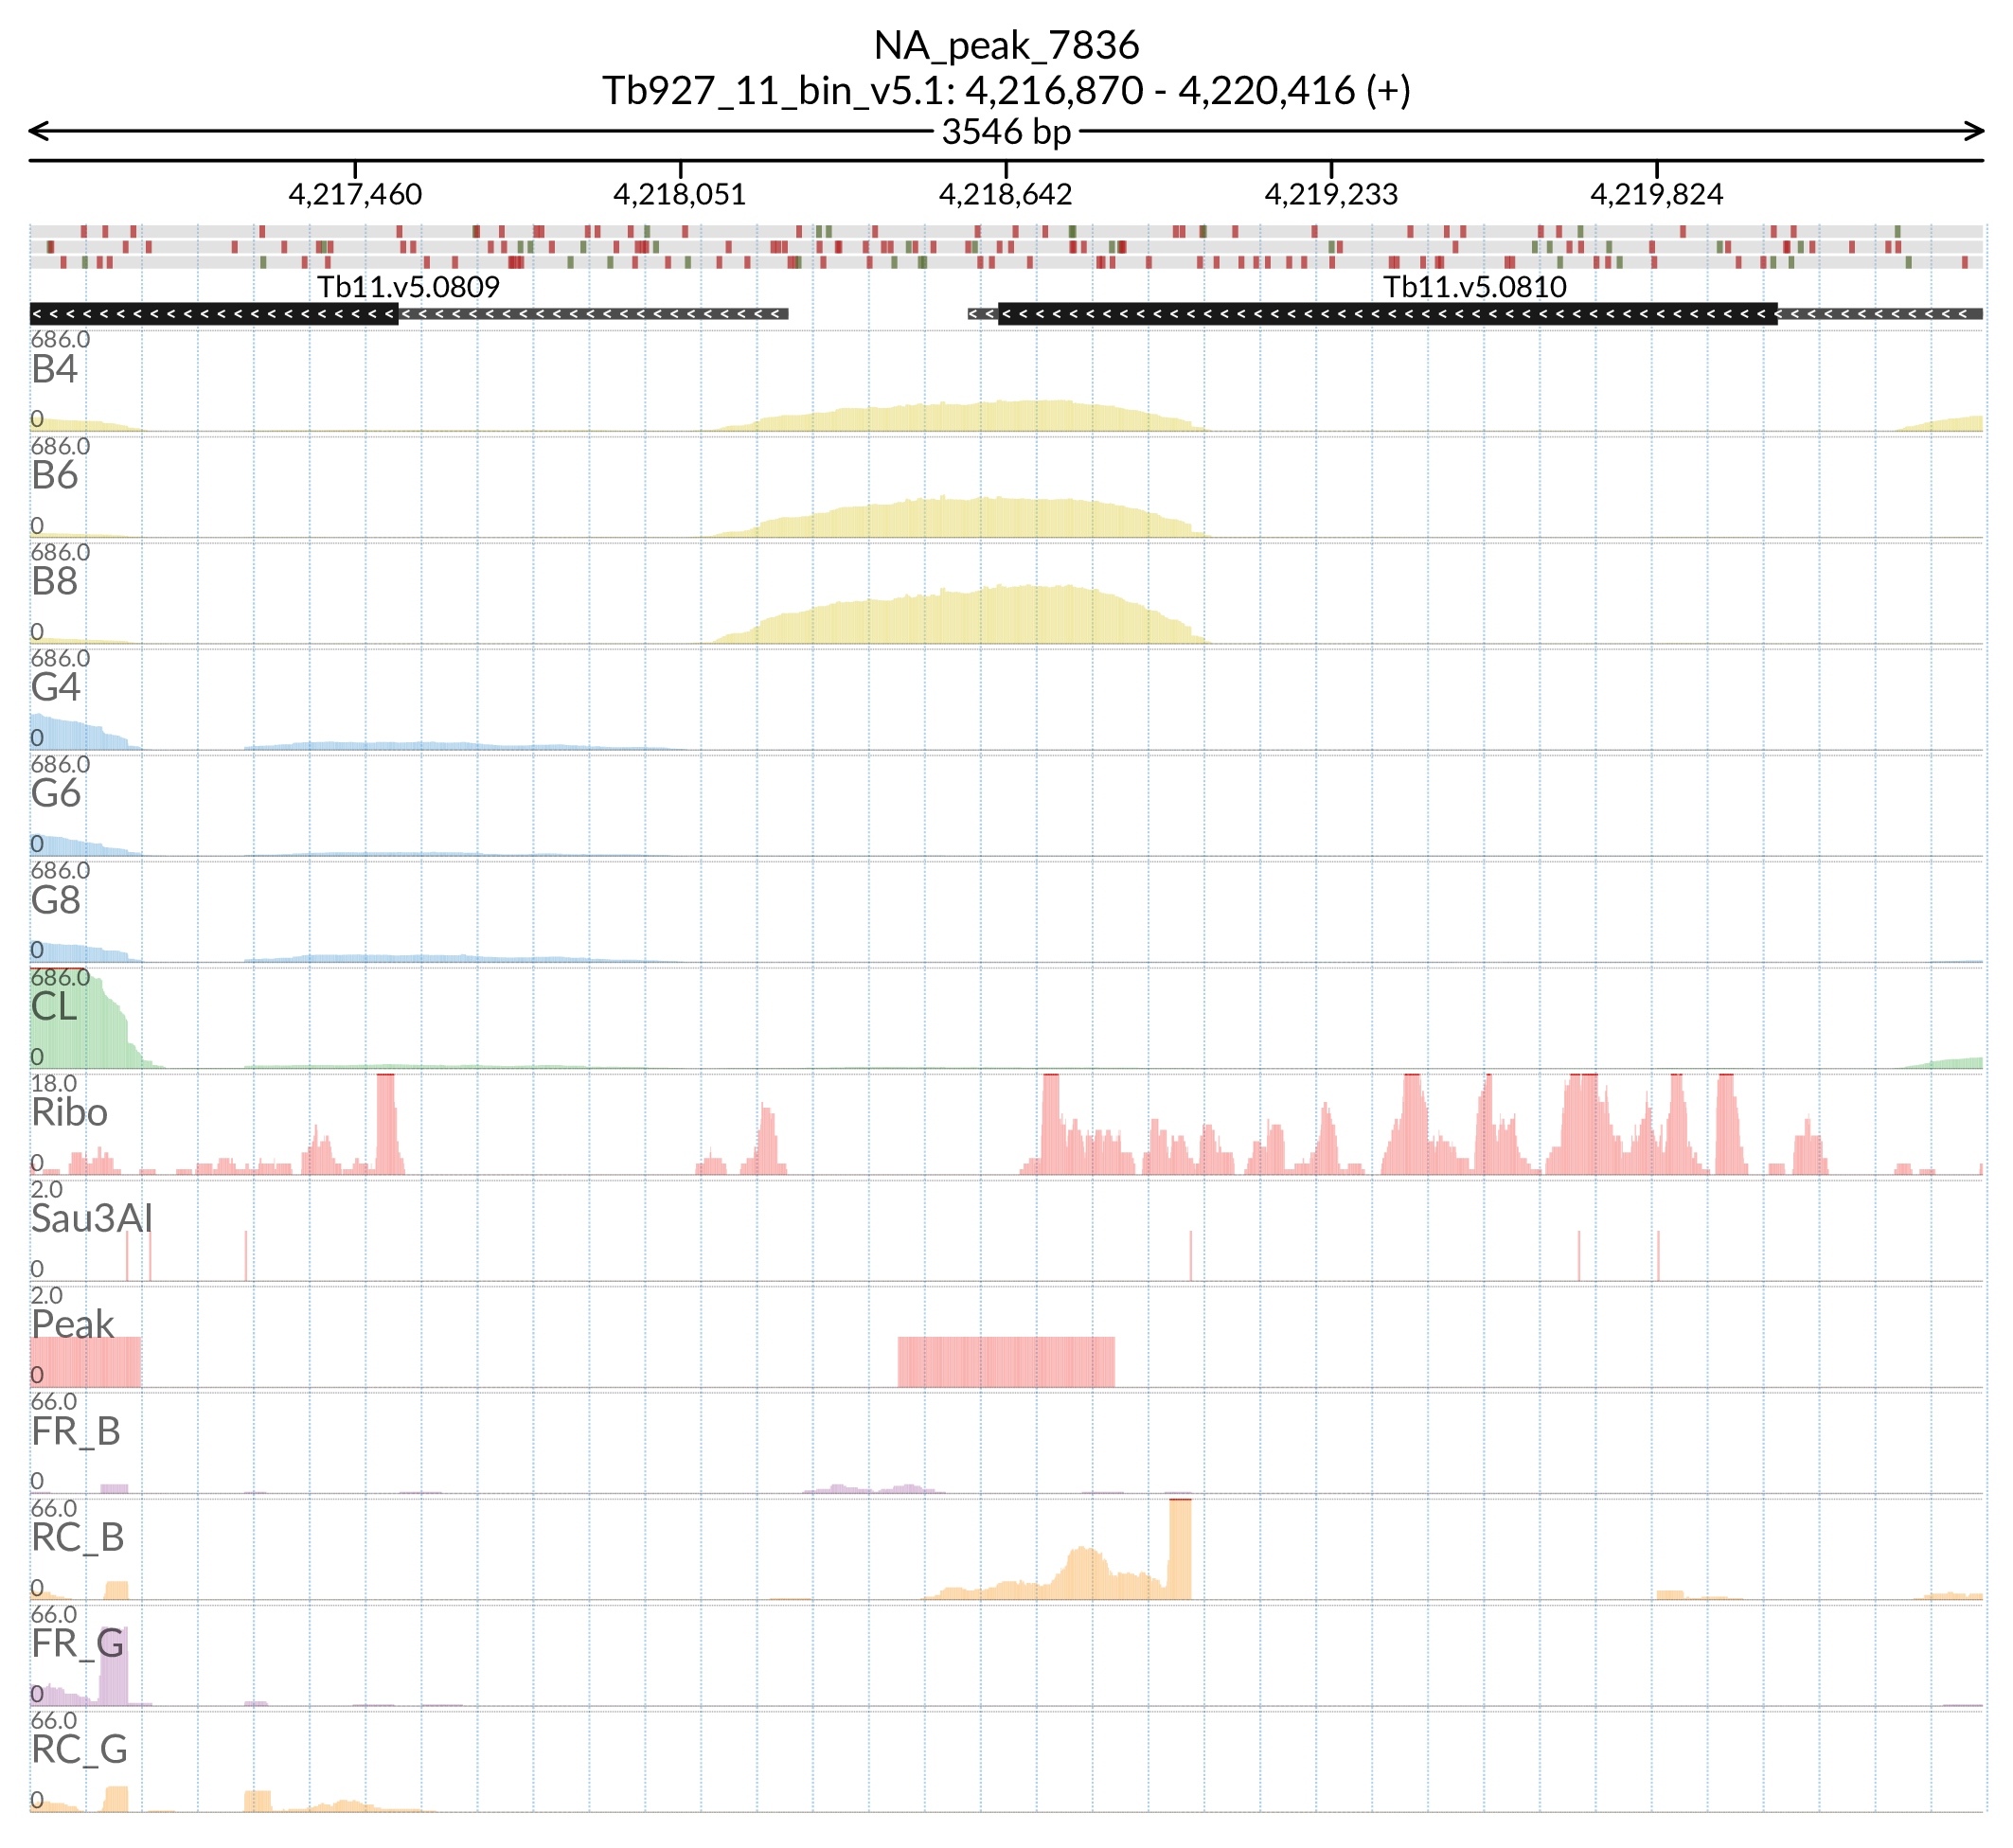 NA_peak_7836
Tb927_11_bin_v5.1: 4,216,870 - 4,220,416 (+)
3546 bp
4,217,460 4,218,051 4,218,642 4,219,233 4,219,824
Tb11.v5.0809 Tb11.v5.0810
686.0
B4
0
686.0
B6
0
686.0
B8
0
686.0
G4
0
686.0
G6
0
686.0
G8
0
686.0
CL
0
18.0
Ribo
0
2.0
Sau3AI
0
2.0
Peak
0
66.0
FR_B
0
66.0
RC_B
0
66.0
FR_G
0
66.0
RC_G
0